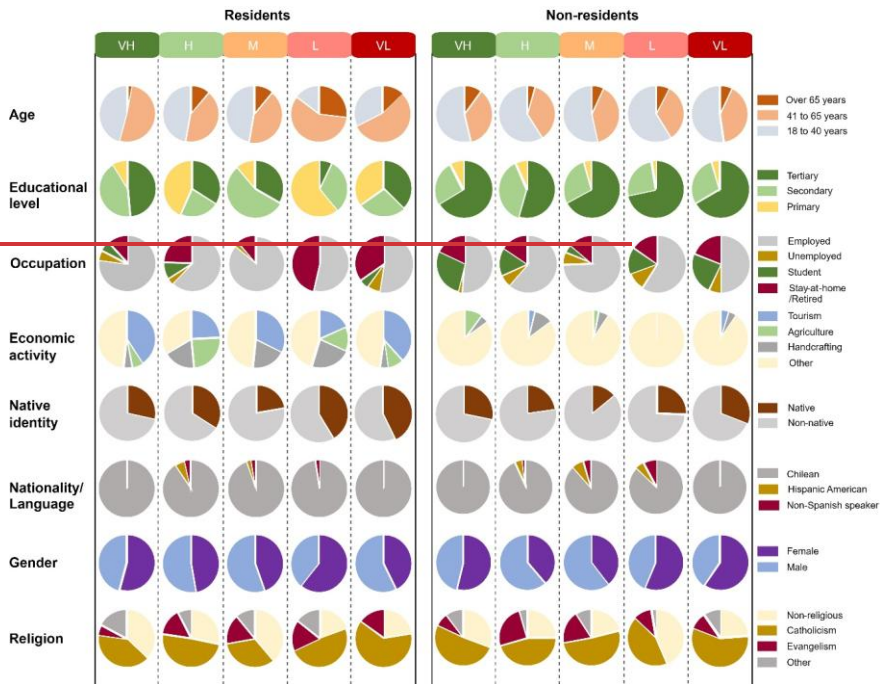 Residents
Non-residents
VH H M L VL VH H M L VL
Age
Over 65 years
41 to 65 years
18 to 40 years
Educational
level
Tertiary
Secondary
Primary
Occupation
Employed
Unemployed
Student
Stay-at-home
/Retired
Economic
activity
Tourism
Agriculture
Handcrafting
Other
Native
identity
Native
Non-native
Nationality/
Language
Chilean
Hispanic American
Non-Spanish speaker
Gender
Female
Male
Religion
Non-religious
Catholicism
Evangelism
Other